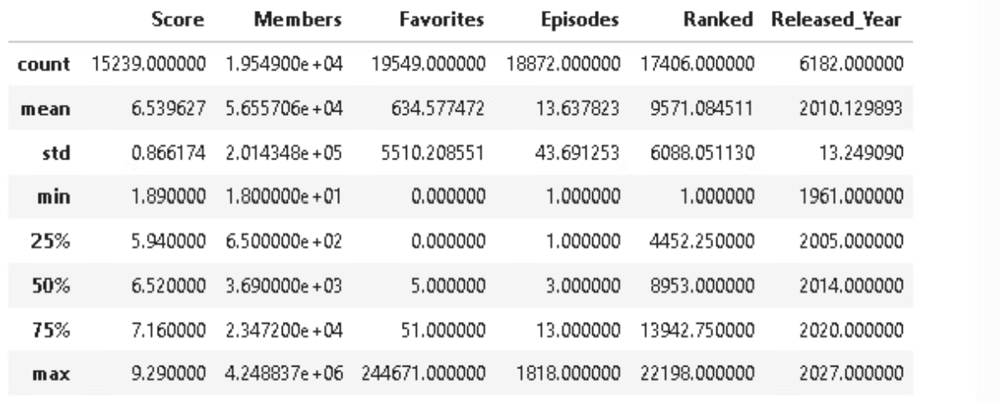 Score Members Favorites Episodes Ranked Released_Year
count 15239.000000 1.954900e+04 19549.000000 18872.000000 17406.000000 6182.000000
mean 6.539627 5.655706e+04 634.577472 13.637823 9571.084511 2010.129893
std 0.866174 2.014348e+05 5510.208551 43.691253 6088.051130 13.249090
min 1.890000 1.800000e+01 0.000000 1.000000 1.000000 1961.000000
25% 5.940000 6.500000e+02 0.000000 1.000000 4452.250000 2005.000000
50% 6.520000 3.690000e+03 5.000000 3.000000 8953.000000 2014.000000
75% 7.160000 2.347200e+04 51.000000 13.000000 13942.750000 2020.000000
max 9.290000 4.248837e+06 244671.000000 1818.000000 22198.000000 2027.000000